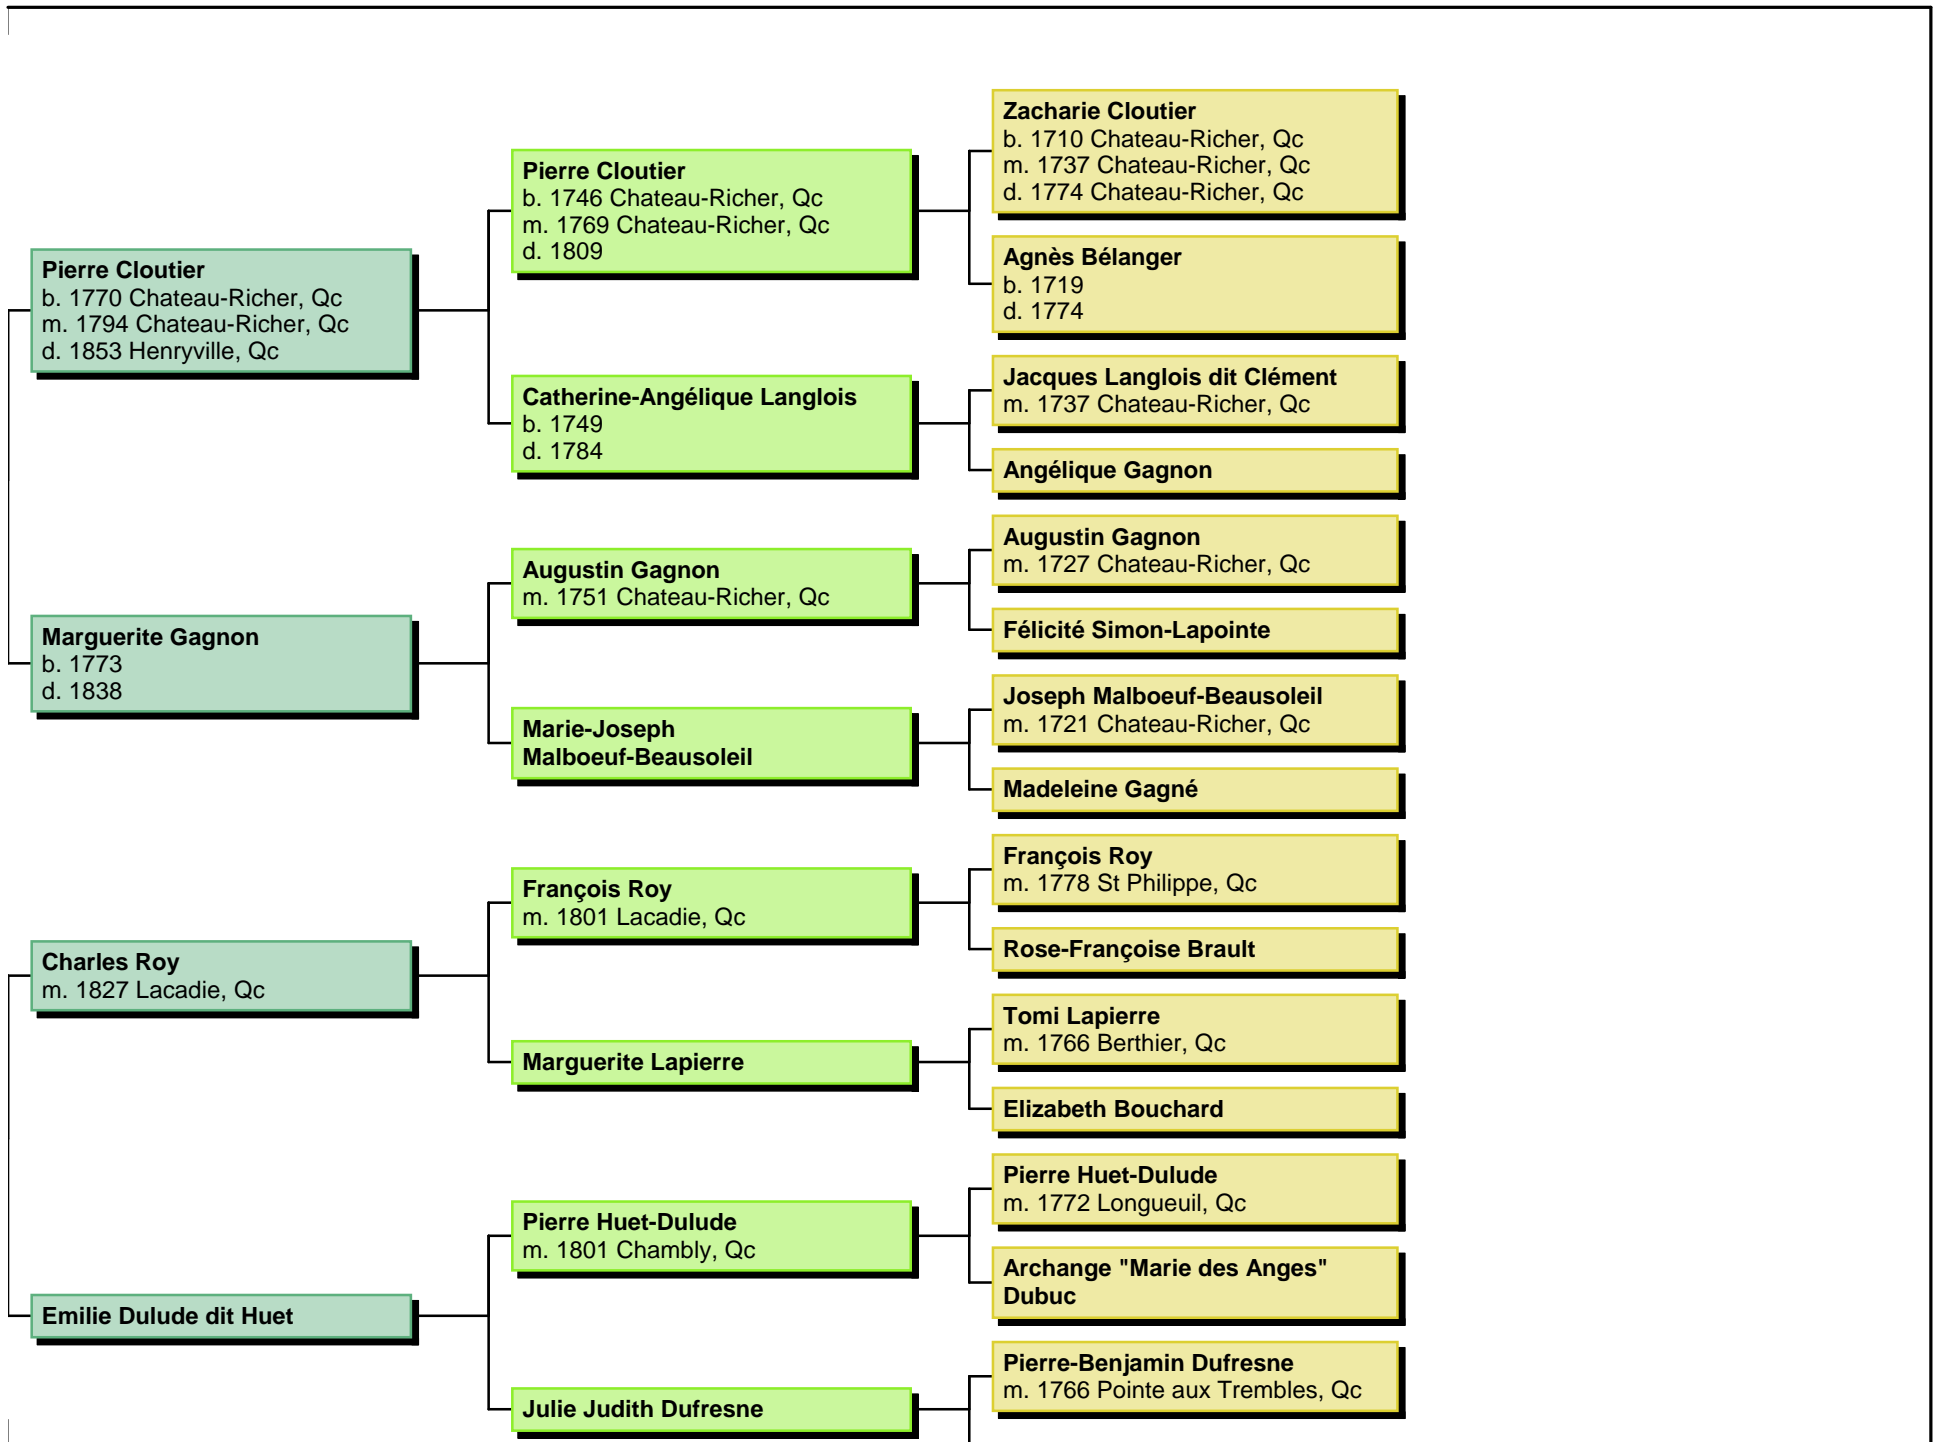 Pierre Cloutier
b. 1770 Chateau-Richer, Qc
m. 1794 Chateau-Richer, Qc
d. 1853 Henryville, Qc
Marguerite Gagnon
b. 1773
d. 1838
Charles Roy
m. 1827 Lacadie, Qc
Emilie Dulude dit Huet
Pierre Cloutier
b. 1746 Chateau-Richer, Qc
m. 1769 Chateau-Richer, Qc
d. 1809
Catherine-Angélique Langlois
b. 1749
d. 1784
Augustin Gagnon
m. 1751 Chateau-Richer, Qc
Marie-Joseph
Malboeuf-Beausoleil
François Roy
m. 1801 Lacadie, Qc
Marguerite Lapierre
Pierre Huet-Dulude
m. 1801 Chambly, Qc
Julie Judith Dufresne
Zacharie Cloutier
b. 1710 Chateau-Richer, Qc
m. 1737 Chateau-Richer, Qc
d. 1774 Chateau-Richer, Qc
Agnès Bélanger
b. 1719
d. 1774
Jacques Langlois dit Clément
m. 1737 Chateau-Richer, Qc
Angélique Gagnon
Augustin Gagnon
m. 1727 Chateau-Richer, Qc
Félicité Simon-Lapointe
Joseph Malboeuf-Beausoleil
m. 1721 Chateau-Richer, Qc
Madeleine Gagné
François Roy
m. 1778 St Philippe, Qc
Rose-Françoise Brault
Tomi Lapierre
m. 1766 Berthier, Qc
Elizabeth Bouchard
Pierre Huet-Dulude
m. 1772 Longueuil, Qc
Archange "Marie des Anges"
Dubuc
Pierre-Benjamin Dufresne
m. 1766 Pointe aux Trembles, Qc